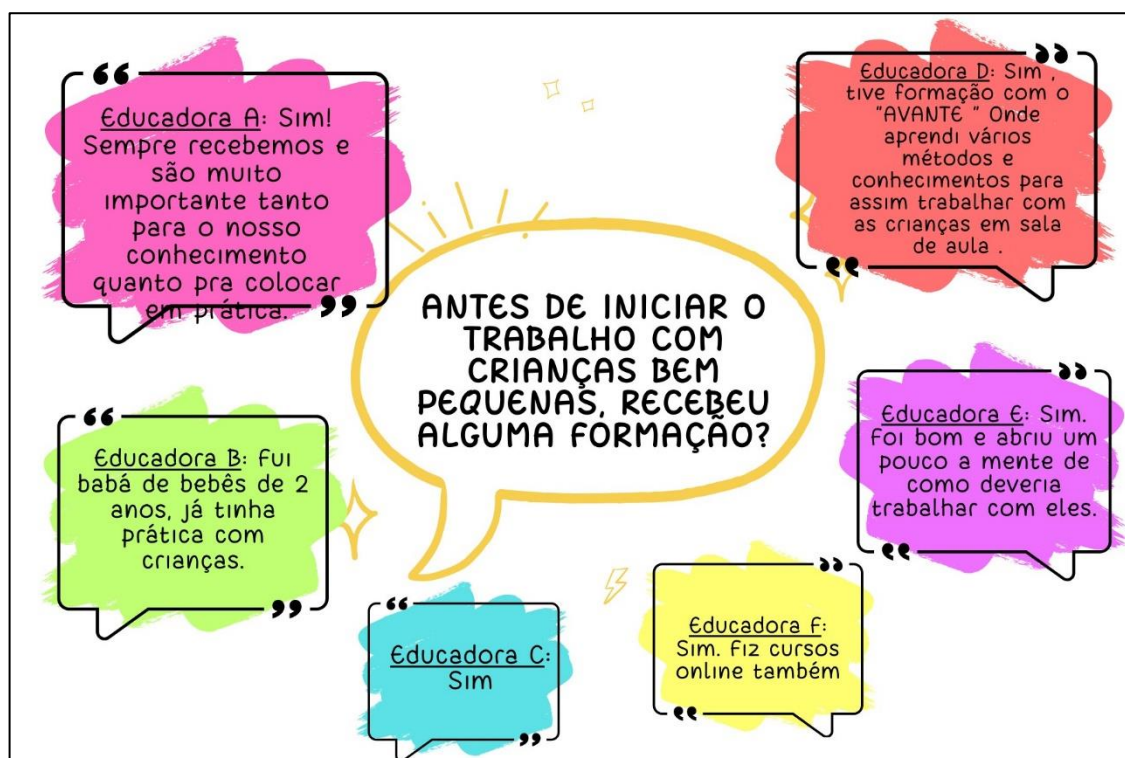 ANTES DE INICIAR O
TRABALHO COM
CRIANÇAS BEM
PEQUENAS, RECEBEU
ALGUMA FORMAÇÃO?
Educadora A: Sim!
Sempre recebemos e
são muito
importante tanto
para o nosso
conhecimento
quanto pra colocar
em prática.
Educadora B: Fui
babá de bebês de 2
anos, já tinha
prática com
crianças.
Educadora C:
Sim
Educadora D: Sim ,
tive formação com o
"AVANTE " Onde
aprendi vários
métodos e
conhecimentos para
assim trabalhar com
as crianças em sala
de aula .
Educadora E: Sim.
Foi bom e abriu um
pouco a mente de
como deveria
trabalhar com eles.
Educadora F:
Sim. Fiz cursos
online também